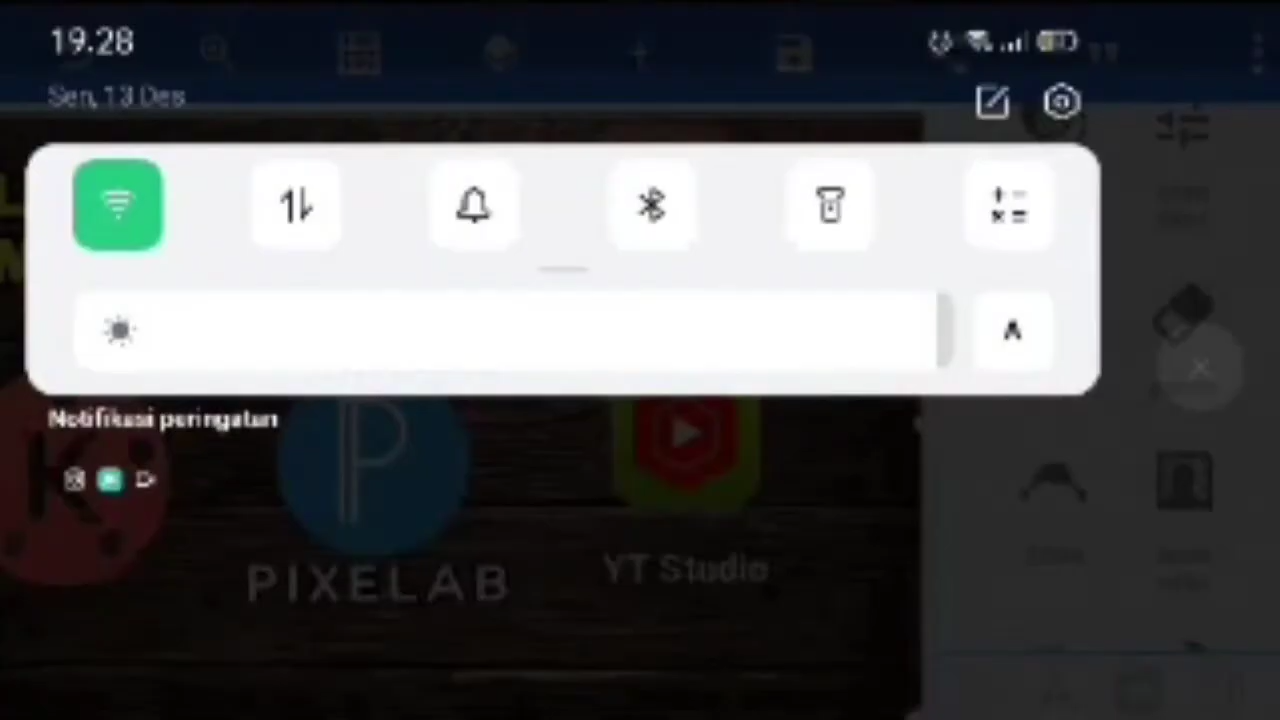 19.28
Sen, 13 Des
A
Notifikasi peringatan
K
PIXELAB
YT Studio